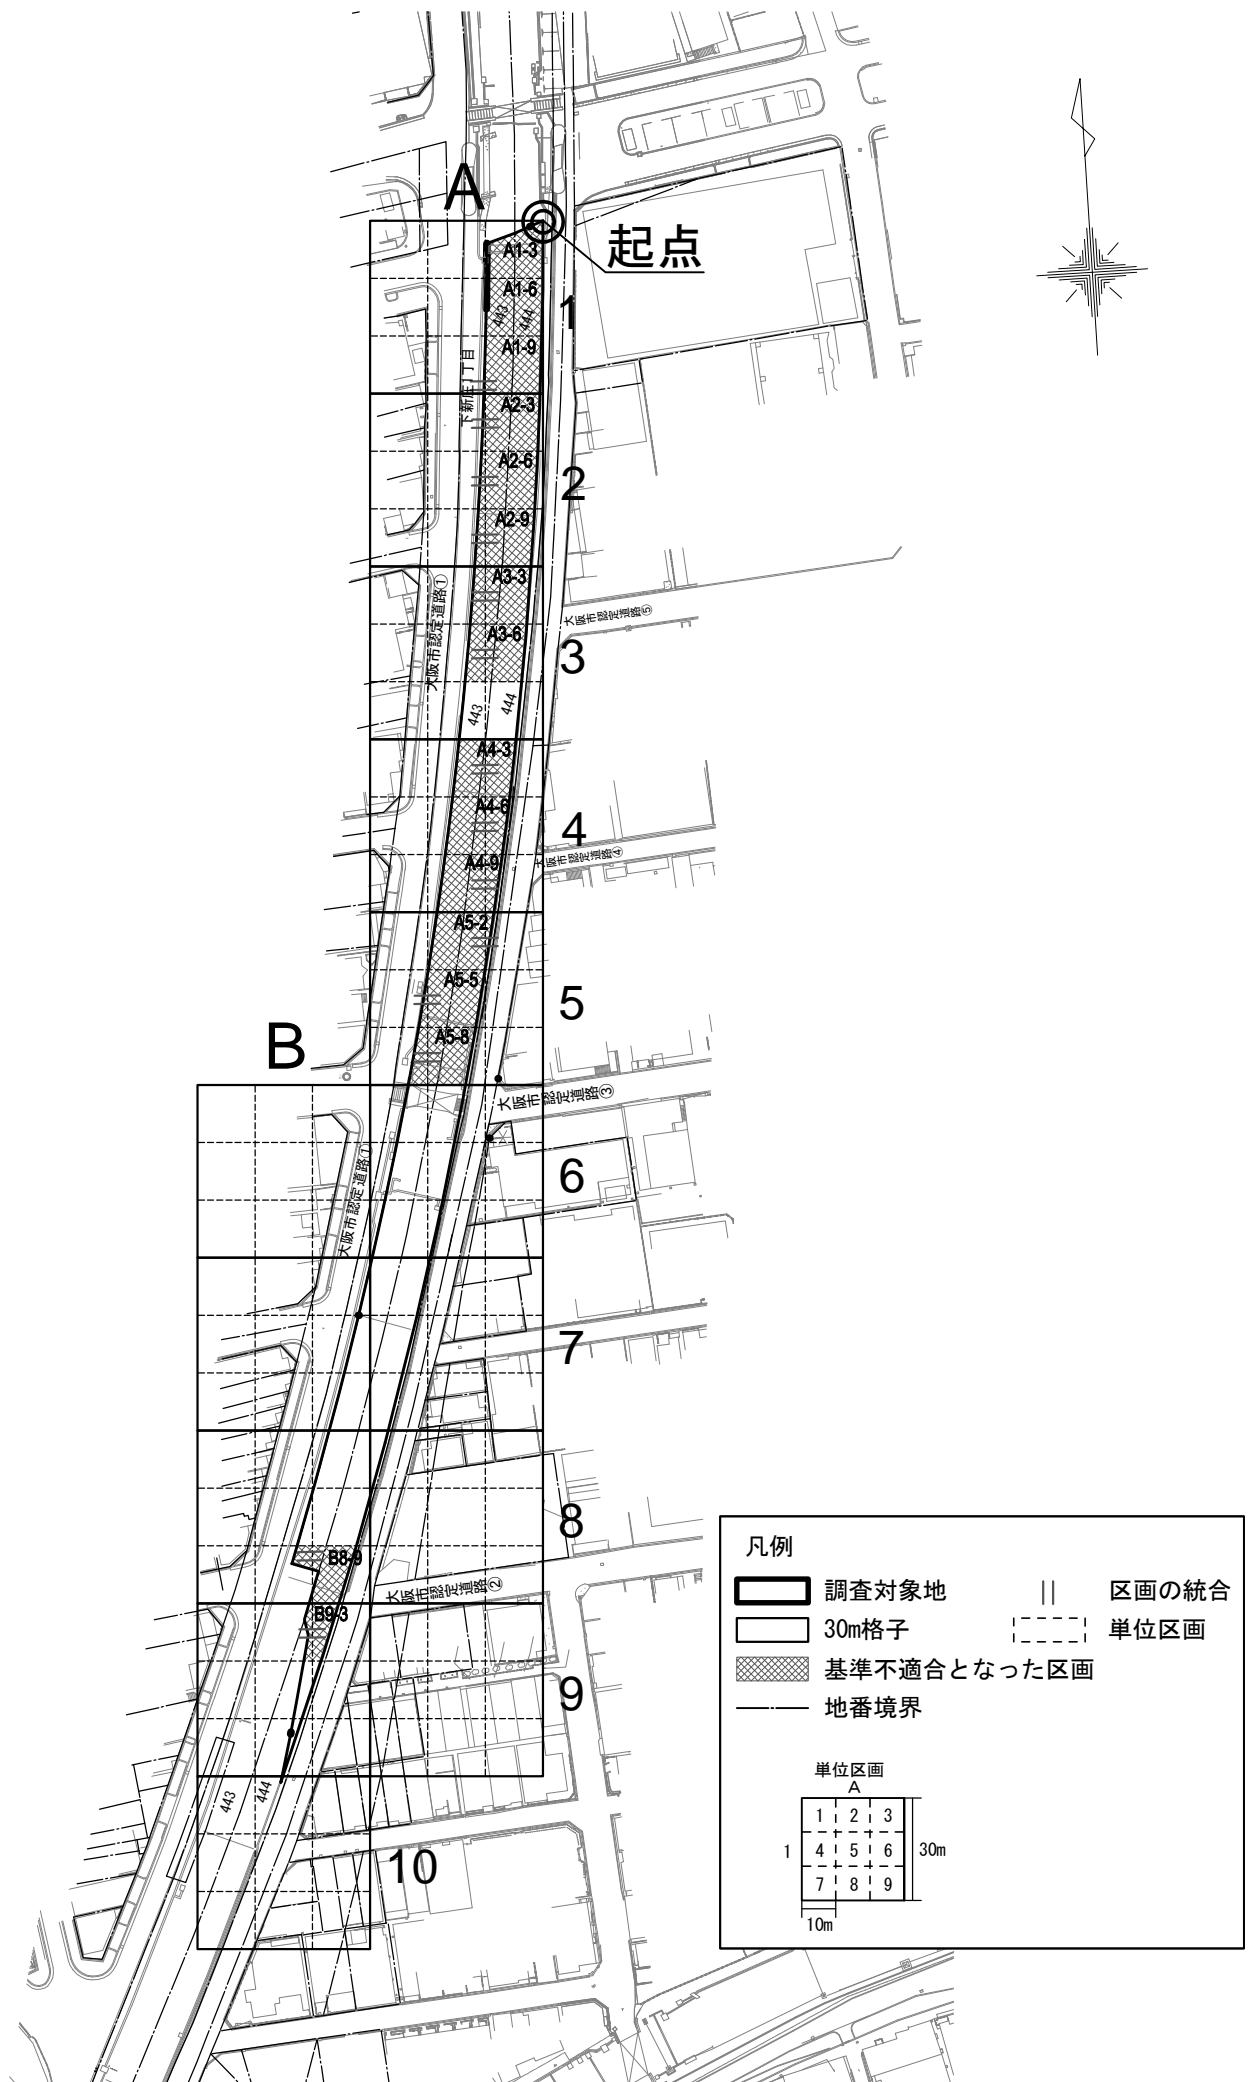 A
起点
A1-3
A1-6
443
444
1
A1-9
下新庄1丁目
A2-3
A2-6
2
A2-9
A3-3
大阪市認定道路①
大阪市認定道路⑤
A3-6
3
443
444
A4-3
A4-6
4
大阪市認定道路④
A4-9
A5-2
A5-5
5
B
A5-8
大阪市認定道路③
大阪市認定道路①
6
7
8
B8-9
大阪市認定道路②
B9-3
9
443
444
10
凡例
調査対象地
区画の統合
30m格子
単位区画
基準不適合となった区画
地番境界
単位区画
A
1 2 3
1 4 5 6 30m
7 8 9
10m